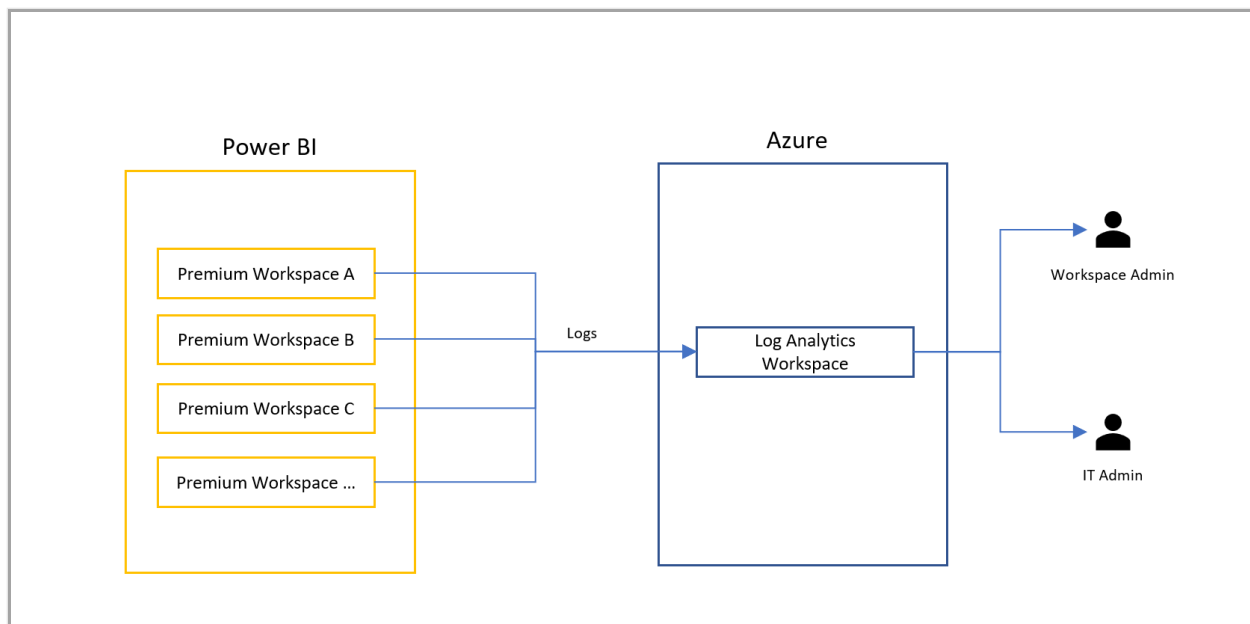 Power BI
Azure
Premium Workspace A
Premium Workspace B
Premium Workspace C
Premium Workspace ...
Logs
Log Analytics
Workspace
Workspace Admin
IT Admin